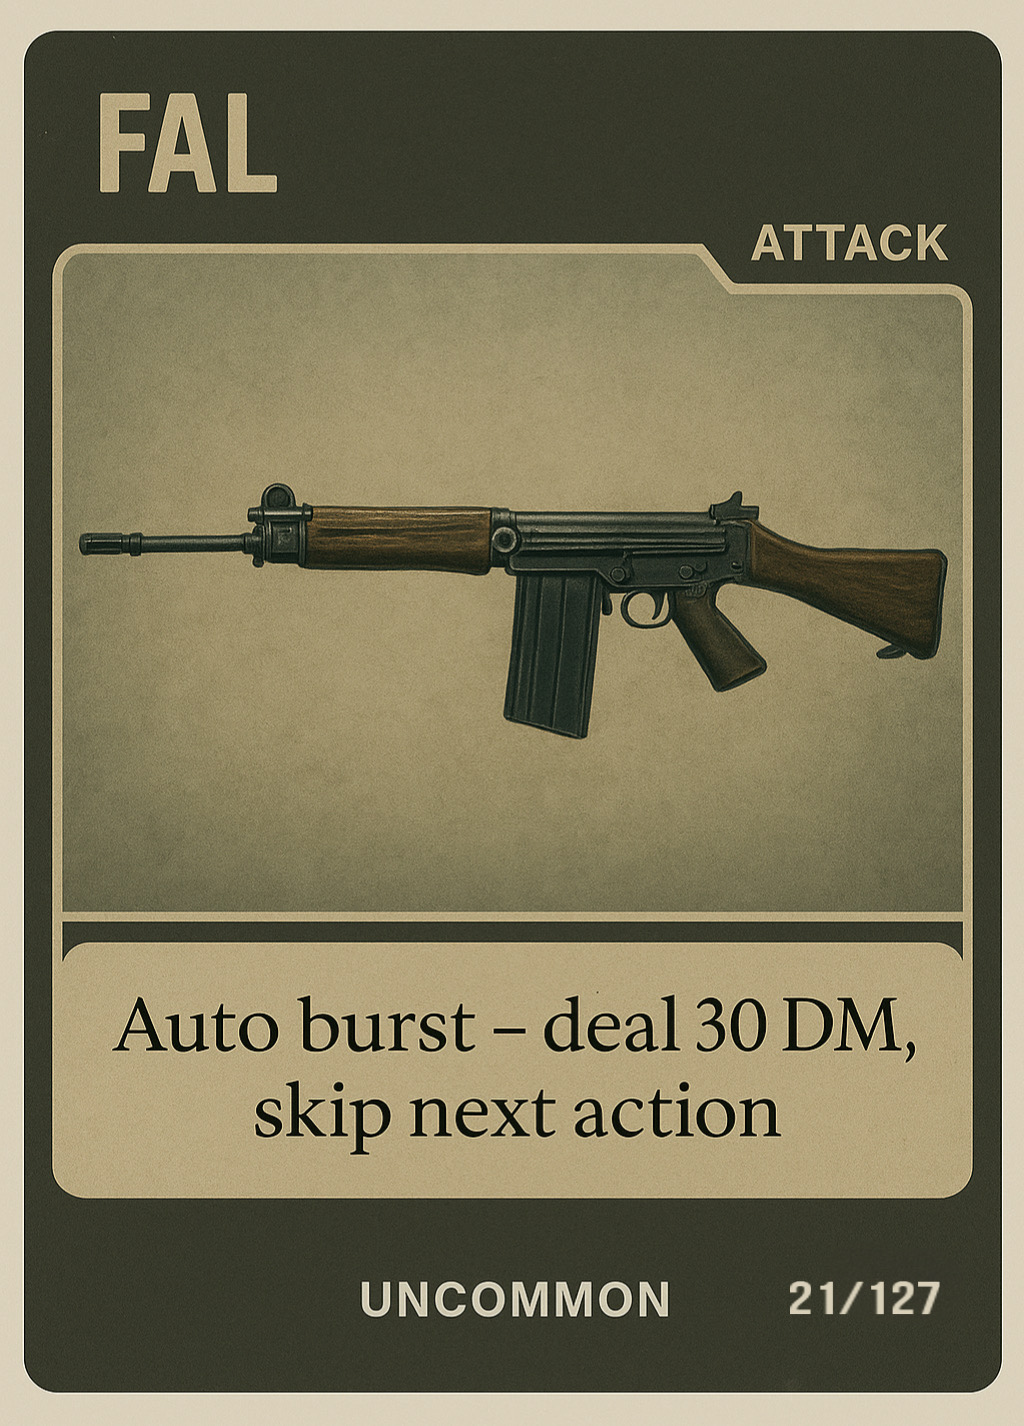 FAL
ATTACK
Auto burst – deal 30 DM,
skip next action
UNCOMMON
21/127